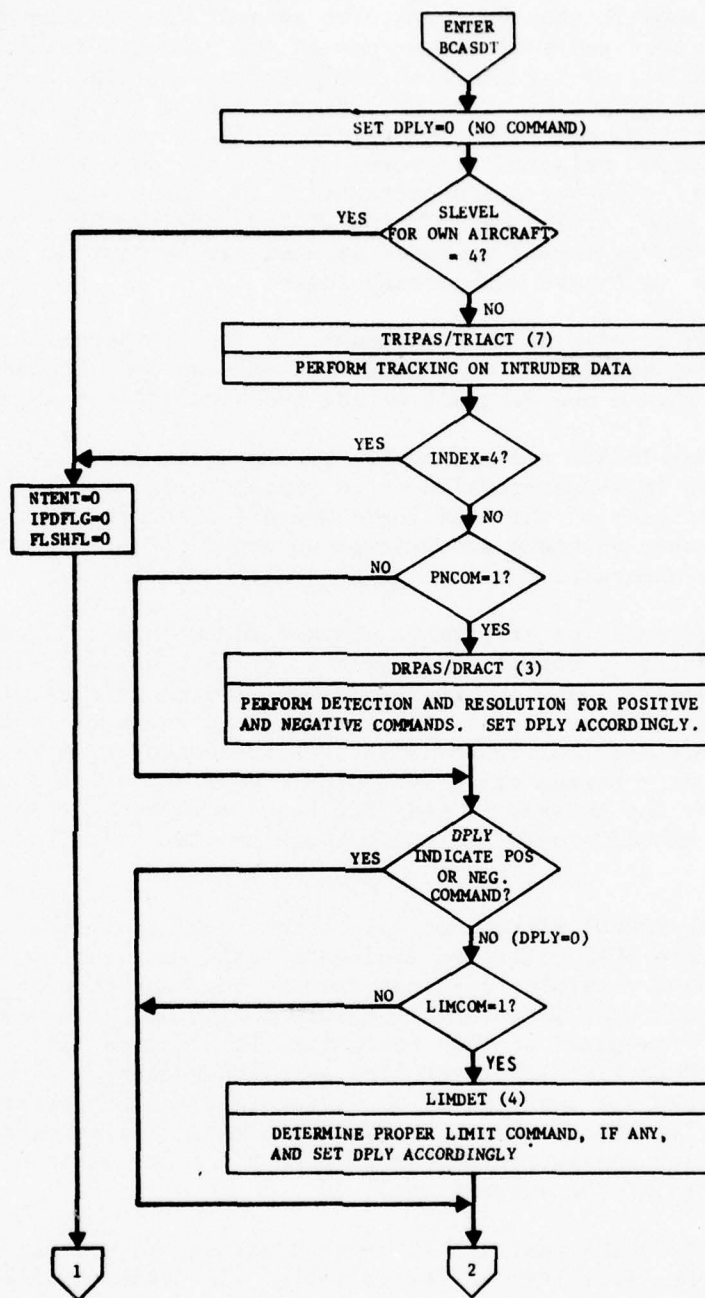 ENTER
BCASDT
SET DPLY=0 (NO COMMAND)
YES
SLEVEL
FOR OWN AIRCRAFT
= 4?
NO
TRIPAS/TRIACT (7)
PERFORM TRACKING ON INTRUDER DATA
YES
INDEX=4?
NTENT=0
IPDFLG=0
FLSHFL=0
NO
NO
PNCOM=1?
YES
DRPAS/DRACT (3)
PERFORM DETECTION AND RESOLUTION FOR POSITIVE
AND NEGATIVE COMMANDS. SET DPLY ACCORDINGLY.
YES
DPLY
INDICATE POS
OR NEG.
COMMAND?
NO (DPLY=0)
NO
LIMCOM=1?
YES
LIMDET (4)
DETERMINE PROPER LIMIT COMMAND, IF ANY,
AND SET DPLY ACCORDINGLY
1
2